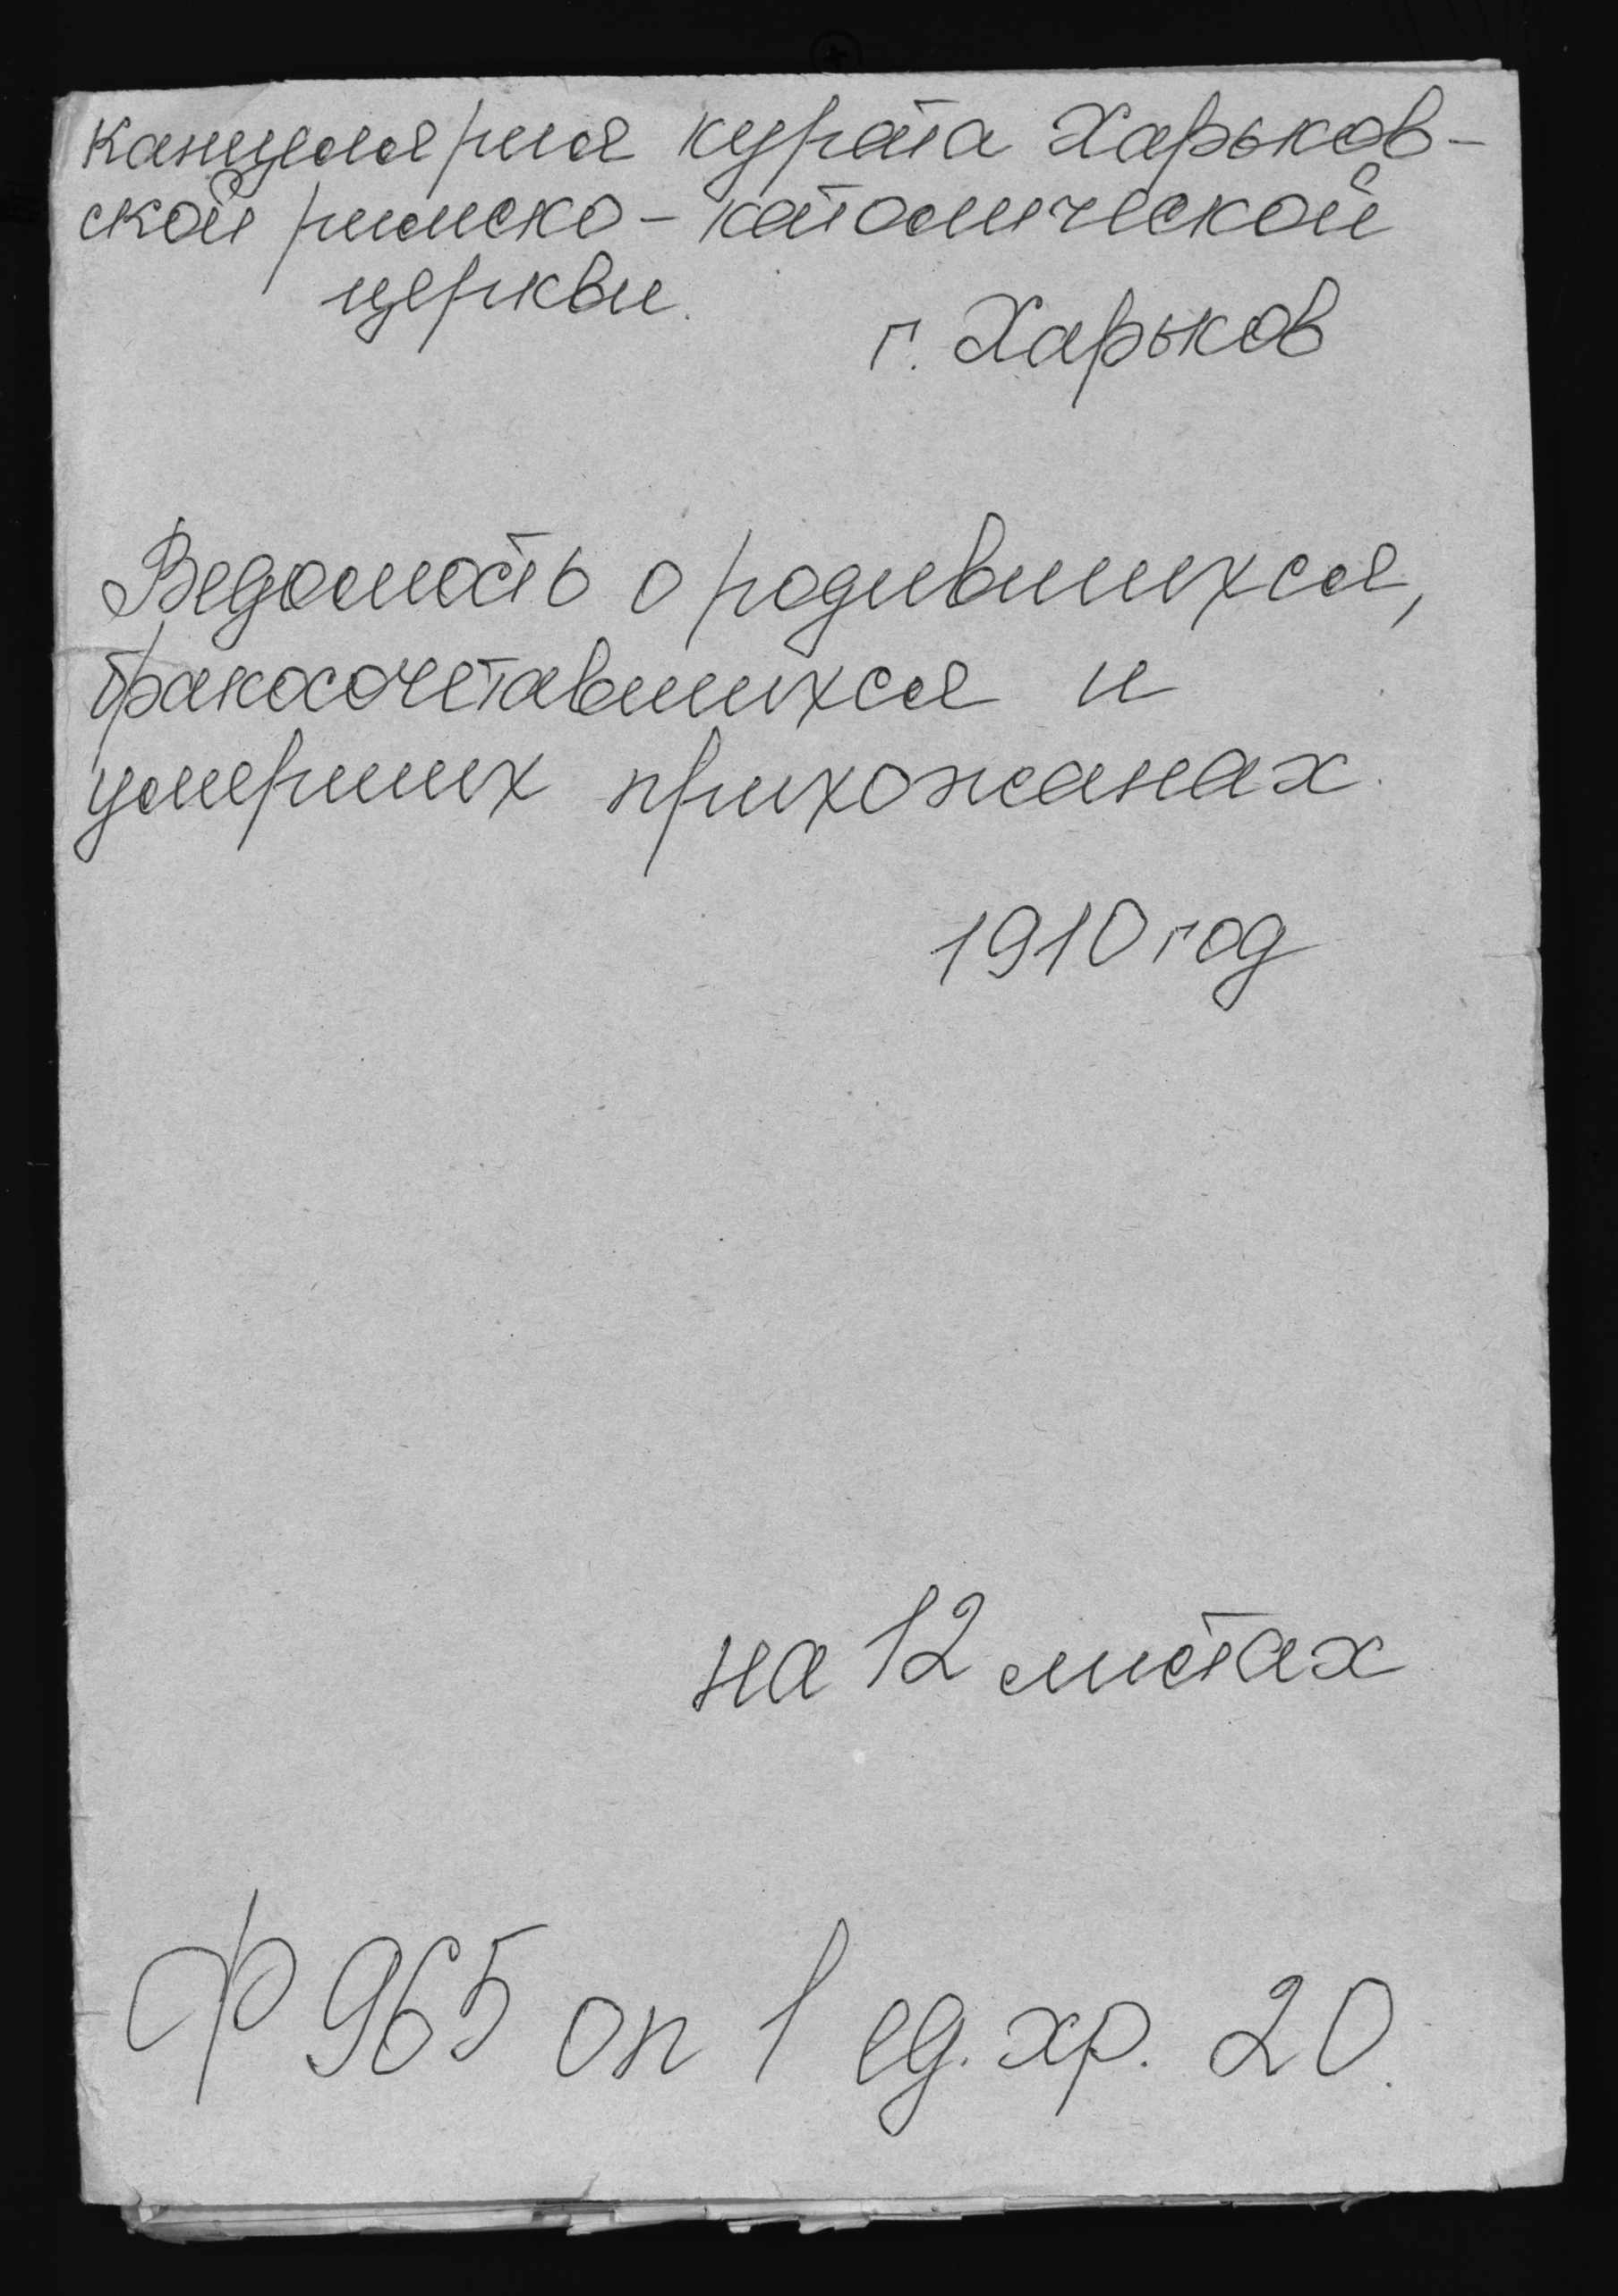 Канцелярия курата Харьков-
ской римско-католической
церкви.
г. Харьков
Ведомость о родившихся,
бракосочетавшихся и
умерших прихожанах.
1910 год
на 12 листах
Ф 965 оп 1 ед. хр. 20.